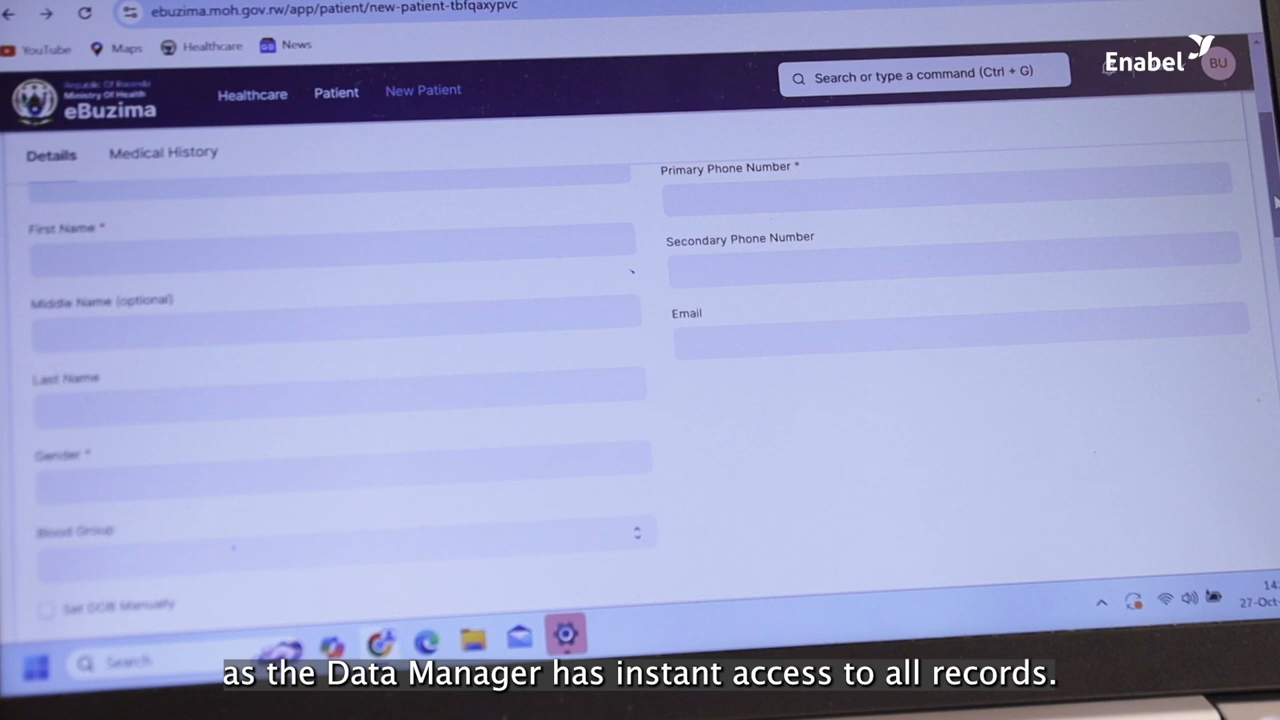 ebuzima.moh.gov.rw/app/patient/new-patient-tbfqaxypvc
YouTube Maps Healthcare News
Enabel
Republic Of Rwanda
Ministry Of Health
eBuzima
Healthcare Patient New Patient
Search or type a command (Ctrl + G)
BU
Details Medical History
Primary Phone Number *
First Name *
Secondary Phone Number
Middle Name (optional)
Email
Last Name
Gender *
Blood Group
Set DOB Manually
14:
27-Oct-
Search
as the Data Manager has instant access to all records.